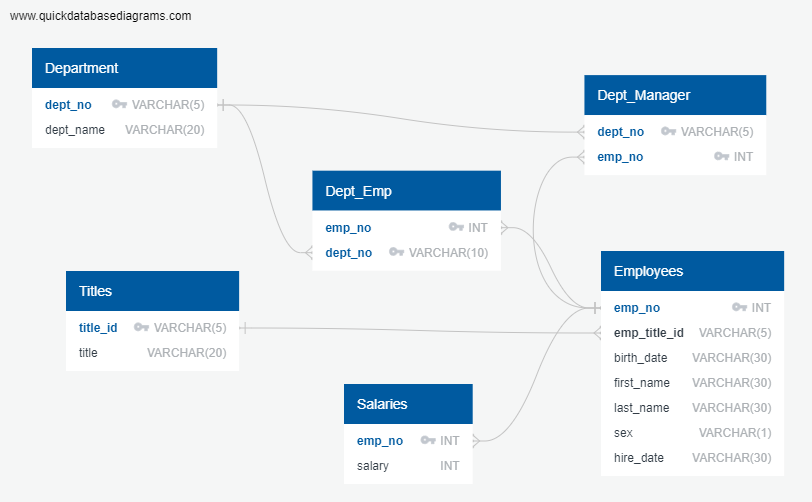 www.quickdatabasediagrams.com
Department
dept_no VARCHAR(5)
dept_name VARCHAR(20)
Dept_Manager
dept_no VARCHAR(5)
emp_no INT
Dept_Emp
emp_no INT
dept_no VARCHAR(10)
Employees
emp_no INT
emp_title_id VARCHAR(5)
birth_date VARCHAR(30)
first_name VARCHAR(30)
last_name VARCHAR(30)
sex VARCHAR(1)
hire_date VARCHAR(30)
Titles
title_id VARCHAR(5)
title VARCHAR(20)
Salaries
emp_no INT
salary INT